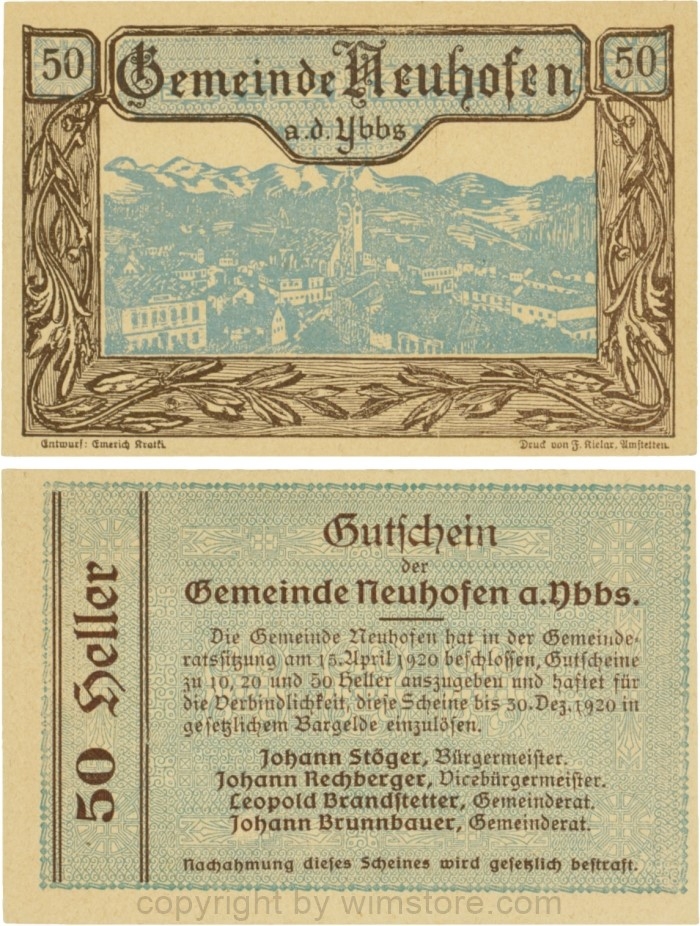 50 Gemeinde Neuhofen 50
a.d. Ybbs
Entwurf: Emerich Kratki. Druck von F. Kielar, Amstetten.
50 Heller
Gutschein
der
Gemeinde Neuhofen a. Ybbs.
Die Gemeinde Neuhofen hat in der Gemeinde-
ratssitzung am 15. April 1920 beschlossen, Gutscheine
zu 10, 20 und 50 Heller auszugeben und haftet für
die Verbindlichkeit, diese Scheine bis 30. Dez. 1920 in
gesetzlichem Bargelde einzulösen.
Johann Stöger, Bürgermeister.
Johann Rechberger, Vicebürgermeister.
Leopold Brandstetter, Gemeinderat.
Johann Brunnbauer, Gemeinderat.
Nachahmung dieses Scheines wird gesetzlich bestraft.
copyright by wimstore.com